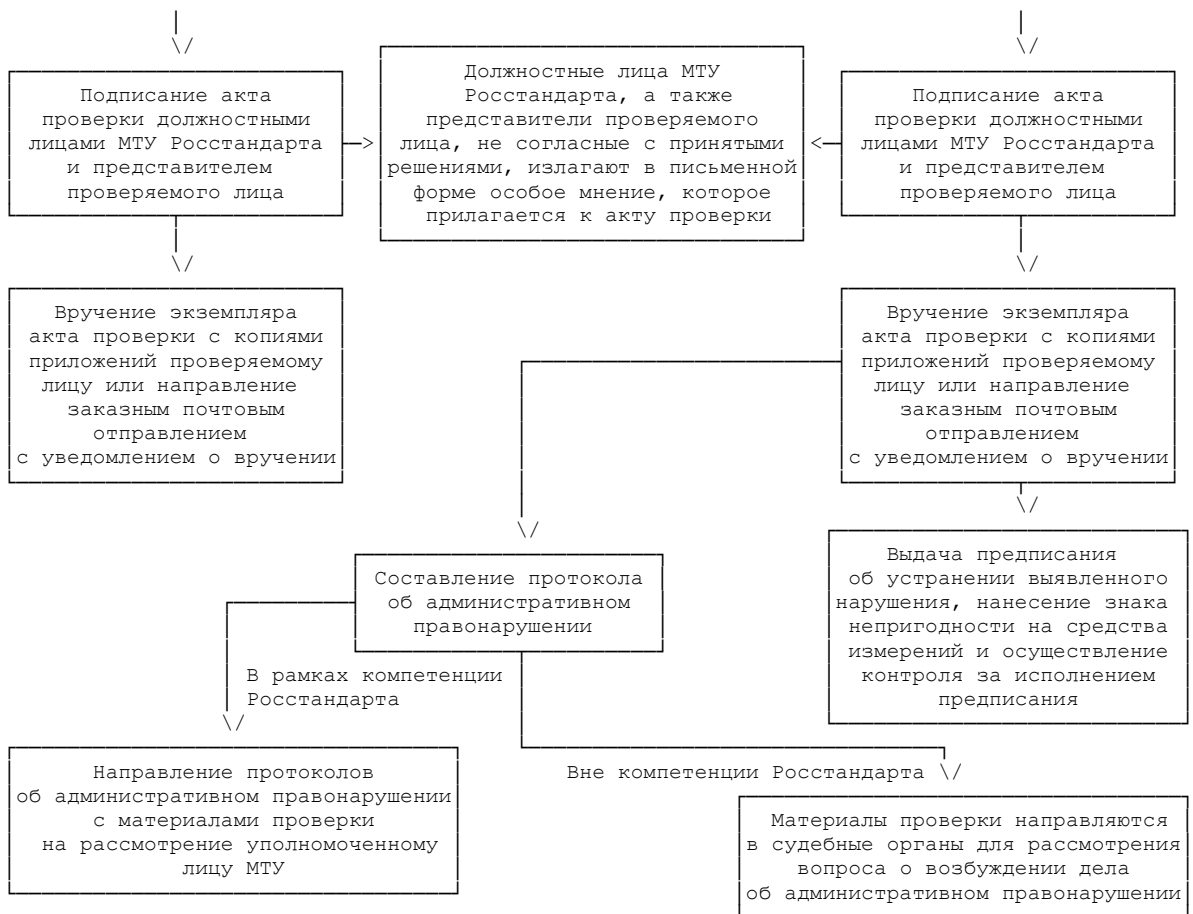 Подписание акта
проверки должностными
лицами МТУ Росстандарта
и представителем
проверяемого лица
Должностные лица МТУ
Росстандарта, а также
представители проверяемого
лица, не согласные с принятыми
решениями, излагают в письменной
форме особое мнение, которое
прилагается к акту проверки
Подписание акта
проверки должностными
лицами МТУ Росстандарта
и представителем
проверяемого лица
Вручение экземпляра
акта проверки с копиями
приложений проверяемому
лицу или направление
заказным почтовым
отправлением
с уведомлением о вручении
Вручение экземпляра
акта проверки с копиями
приложений проверяемому
лицу или направление
заказным почтовым
отправлением
с уведомлением о вручении
Составление протокола
об административном
правонарушении
Выдача предписания
об устранении выявленного
нарушения, нанесение знака
непригодности на средства
измерений и осуществление
контроля за исполнением
предписания
В рамках компетенции
Росстандарта
Вне компетенции Росстандарта
Направление протоколов
об административном правонарушении
с материалами проверки
на рассмотрение уполномоченному
лицу МТУ
Материалы проверки направляются
в судебные органы для рассмотрения
вопроса о возбуждении дела
об административном правонарушении